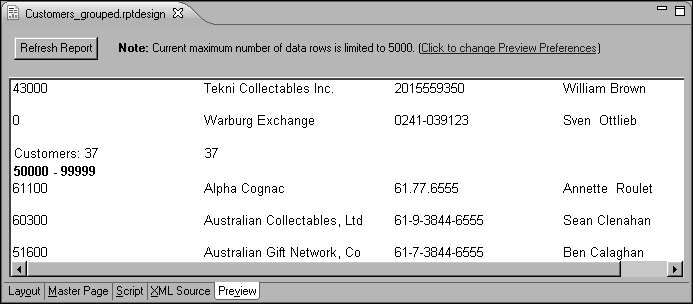 Customers_grouped.rptdesign
Refresh Report Note: Current maximum number of data rows is limited to 5000. (Click to change Preview Preferences)
43000 Tekni Collectables Inc. 2015559350 William Brown
0 Warburg Exchange 0241-039123 Sven Ottlieb
Customers: 37 37
50000 - 99999
61100 Alpha Cognac 61.77.6555 Annette Roulet
60300 Australian Collectables, Ltd 61-9-3844-6555 Sean Clenahan
51600 Australian Gift Network, Co 61-7-3844-6555 Ben Calaghan
Layout Master Page Script XML Source Preview